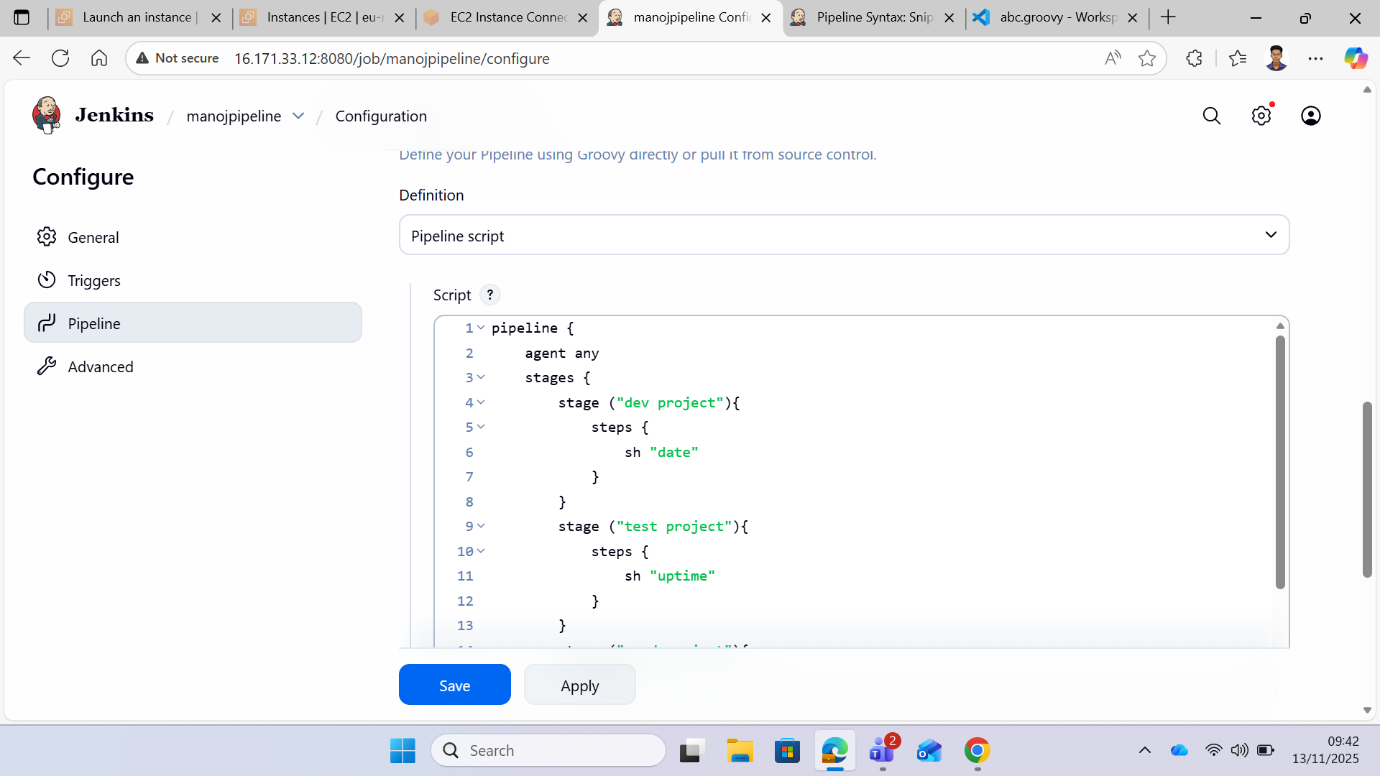 Launch an instance |
Instances | EC2 | eu-
EC2 Instance Connec
manojpipeline Confi
Pipeline Syntax: Snip
abc.groovy - Worksp
Not secure
16.171.33.12:8080/job/manojpipeline/configure
Jenkins / manojpipeline / Configuration
Define your Pipeline using Groovy directly or pull it from source control.
Configure
General
Triggers
Pipeline
Advanced
Definition
Pipeline script
Script ?
1 pipeline {
2     agent any
3     stages {
4         stage ("dev project"){
5             steps {
6                 sh "date"
7             }
8         }
9         stage ("test project"){
10             steps {
11                 sh "uptime"
12             }
13         }
Save
Apply
Search
2
09:42
13/11/2025